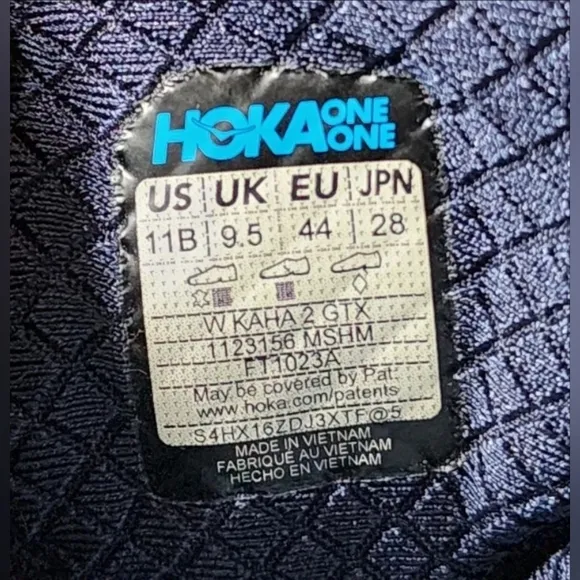 HOKA ONE ONE
US UK EU JPN
11B 9.5 44 28
W KAHA 2 GTX
1123156 MSHM
FT1023A
May be covered by Pat.
www.hoka.com/patents
S4HX16ZDJ3XTF@5
MADE IN VIETNAM
FABRIQUÉ AU VIETNAM
HECHO EN VIETNAM